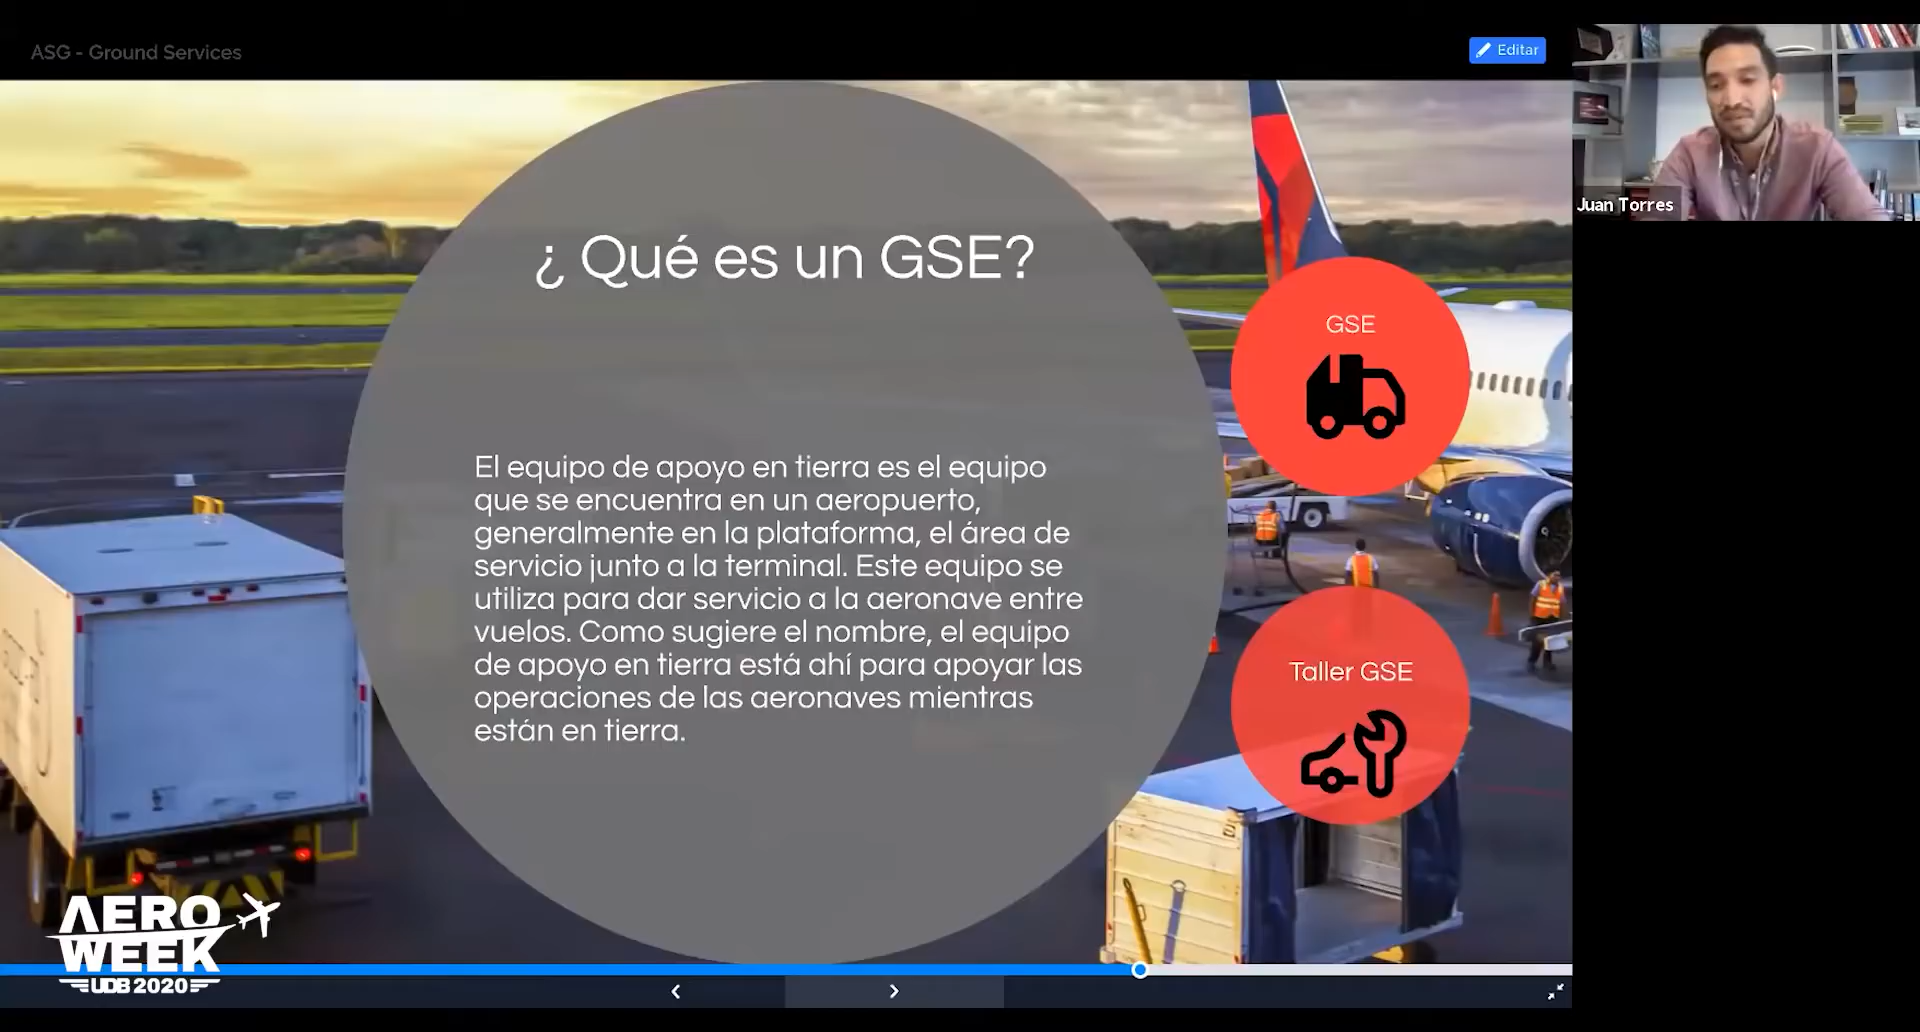 ASG - Ground Services
Editar
Juan Torres
¿ Qué es un GSE?
GSE
El equipo de apoyo en tierra es el equipo
que se encuentra en un aeropuerto,
generalmente en la plataforma, el área de
servicio junto a la terminal. Este equipo se
utiliza para dar servicio a la aeronave entre
vuelos. Como sugiere el nombre, el equipo
de apoyo en tierra está ahí para apoyar las
operaciones de las aeronaves mientras
están en tierra.
Taller GSE
AERO
WEEK
UDB 2020